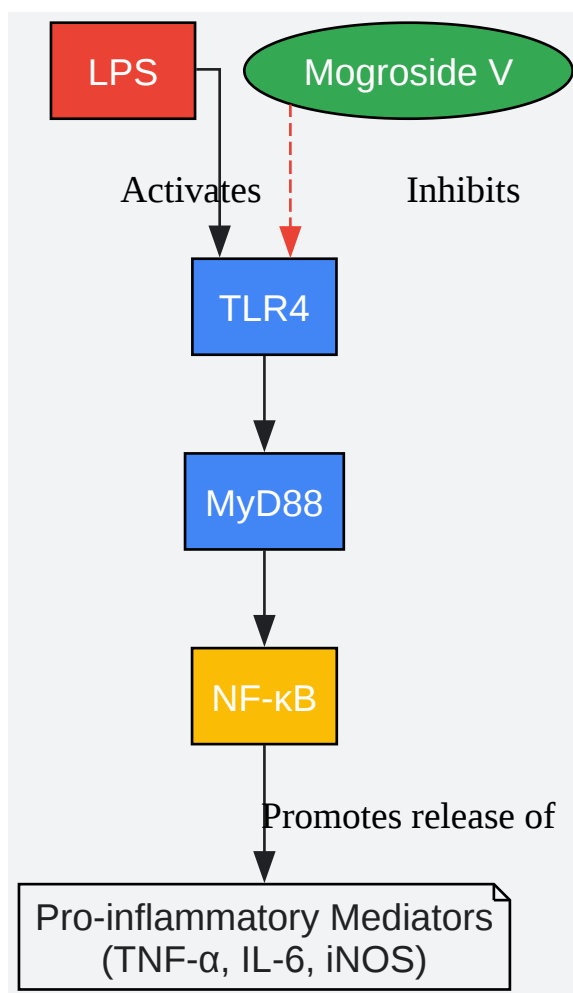 LPS
Mogroside V
Activates
Inhibits
TLR4
MyD88
NF-κB
Promotes release of
Pro-inflammatory Mediators
(TNF-α, IL-6, iNOS)